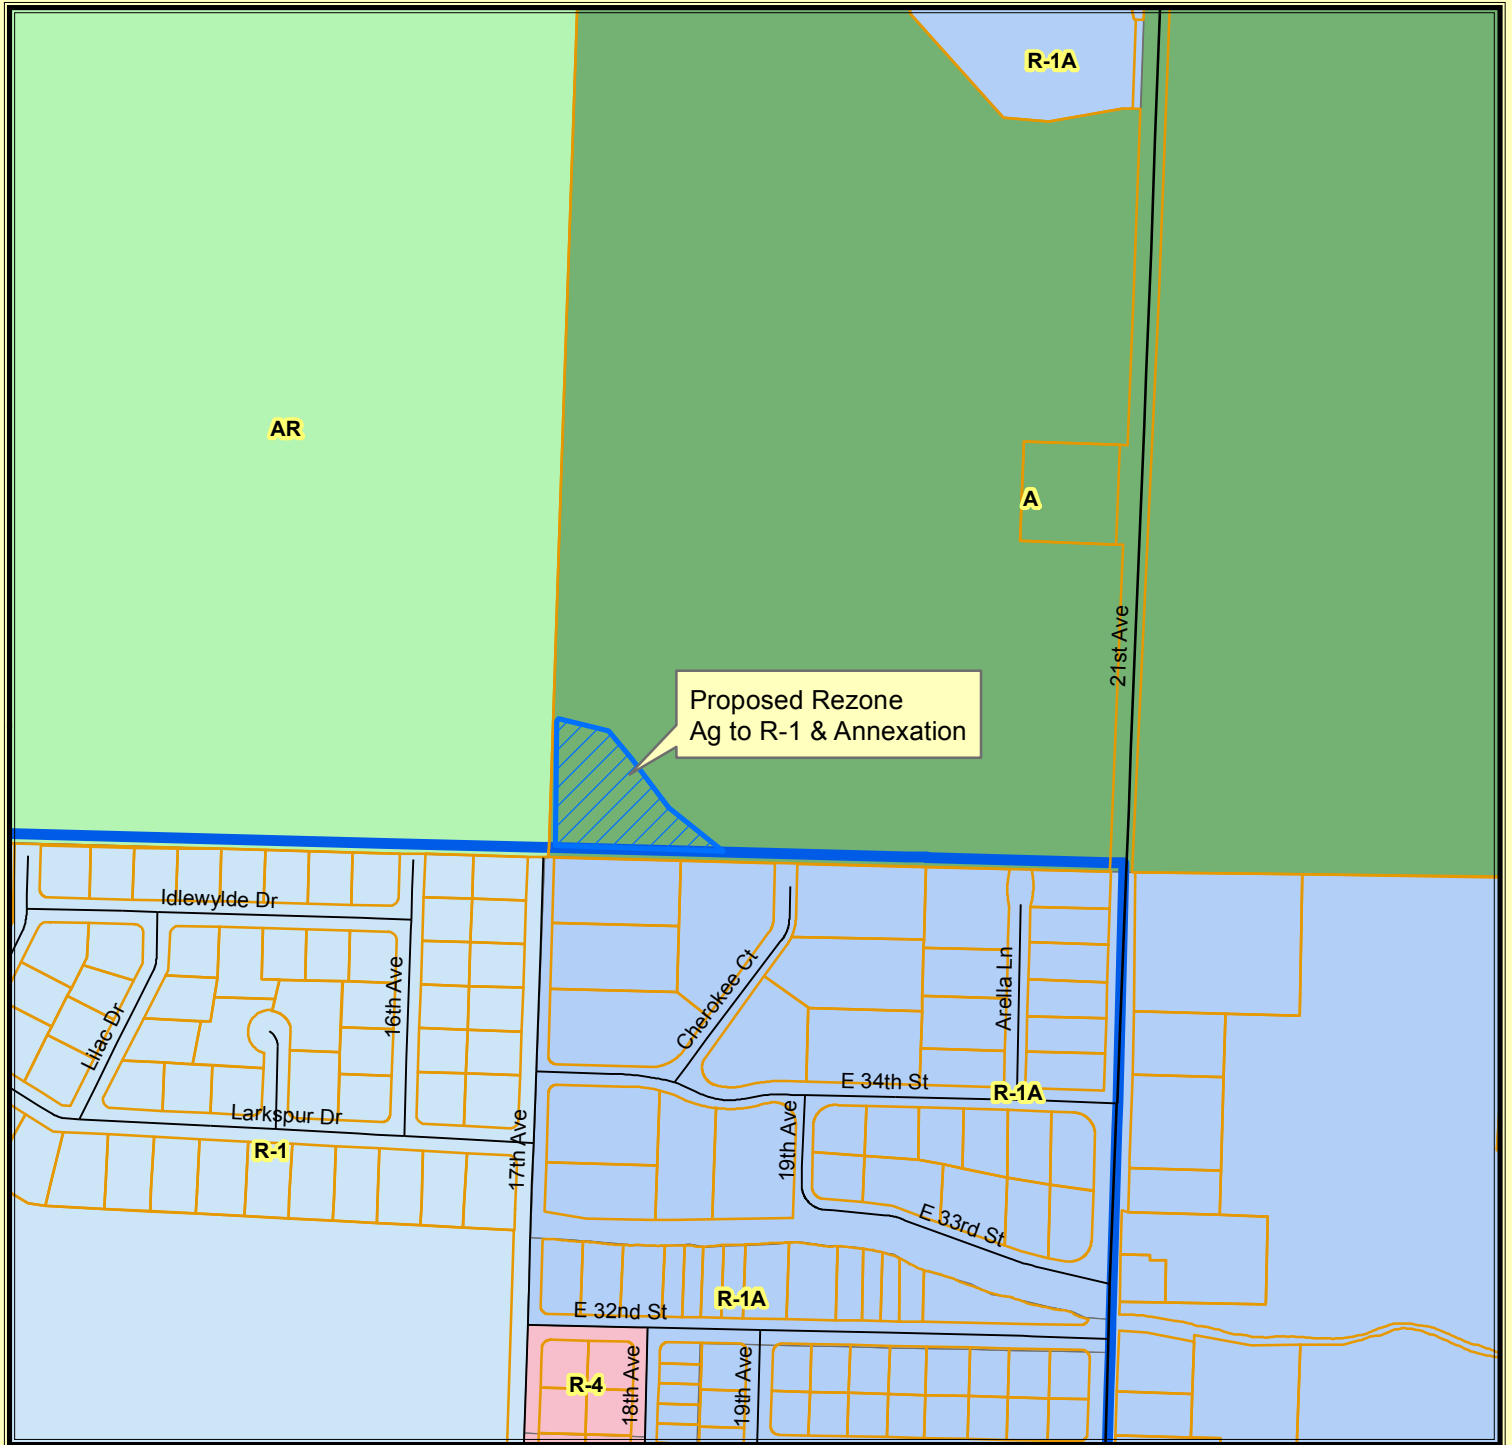 R-1A
AR
A
21st Ave
Proposed Rezone
Ag to R-1 & Annexation
Idlewylde Dr
16th Ave
Lilac Dr
Larkspur Dr
R-1
17th Ave
Cherokee Ct
Arella Ln
E 34th St
R-1A
19th Ave
E 33rd St
R-1A
E 32nd St
R-4
18th Ave
19th Ave